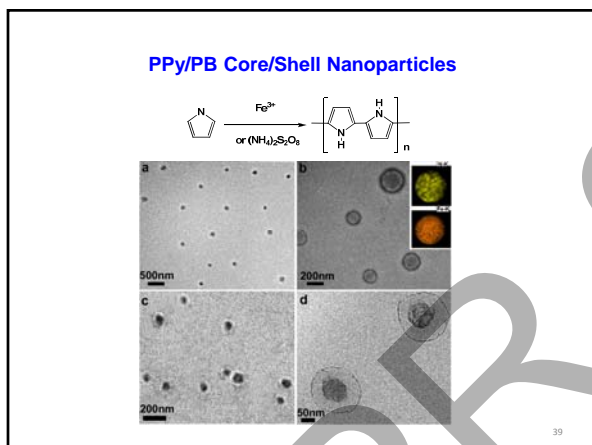 PPy/PB Core/Shell Nanoparticles
N
Fe³⁺
or (NH₄)₂S₂O₈
H
N
N
H
n
a
b
500nm
200nm
c
d
200nm
50nm
39